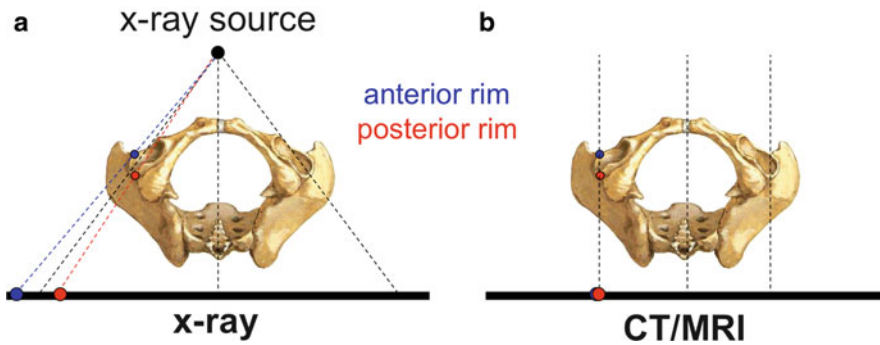 a
x-ray source
b
anterior rim
posterior rim
x-ray
CT/MRI